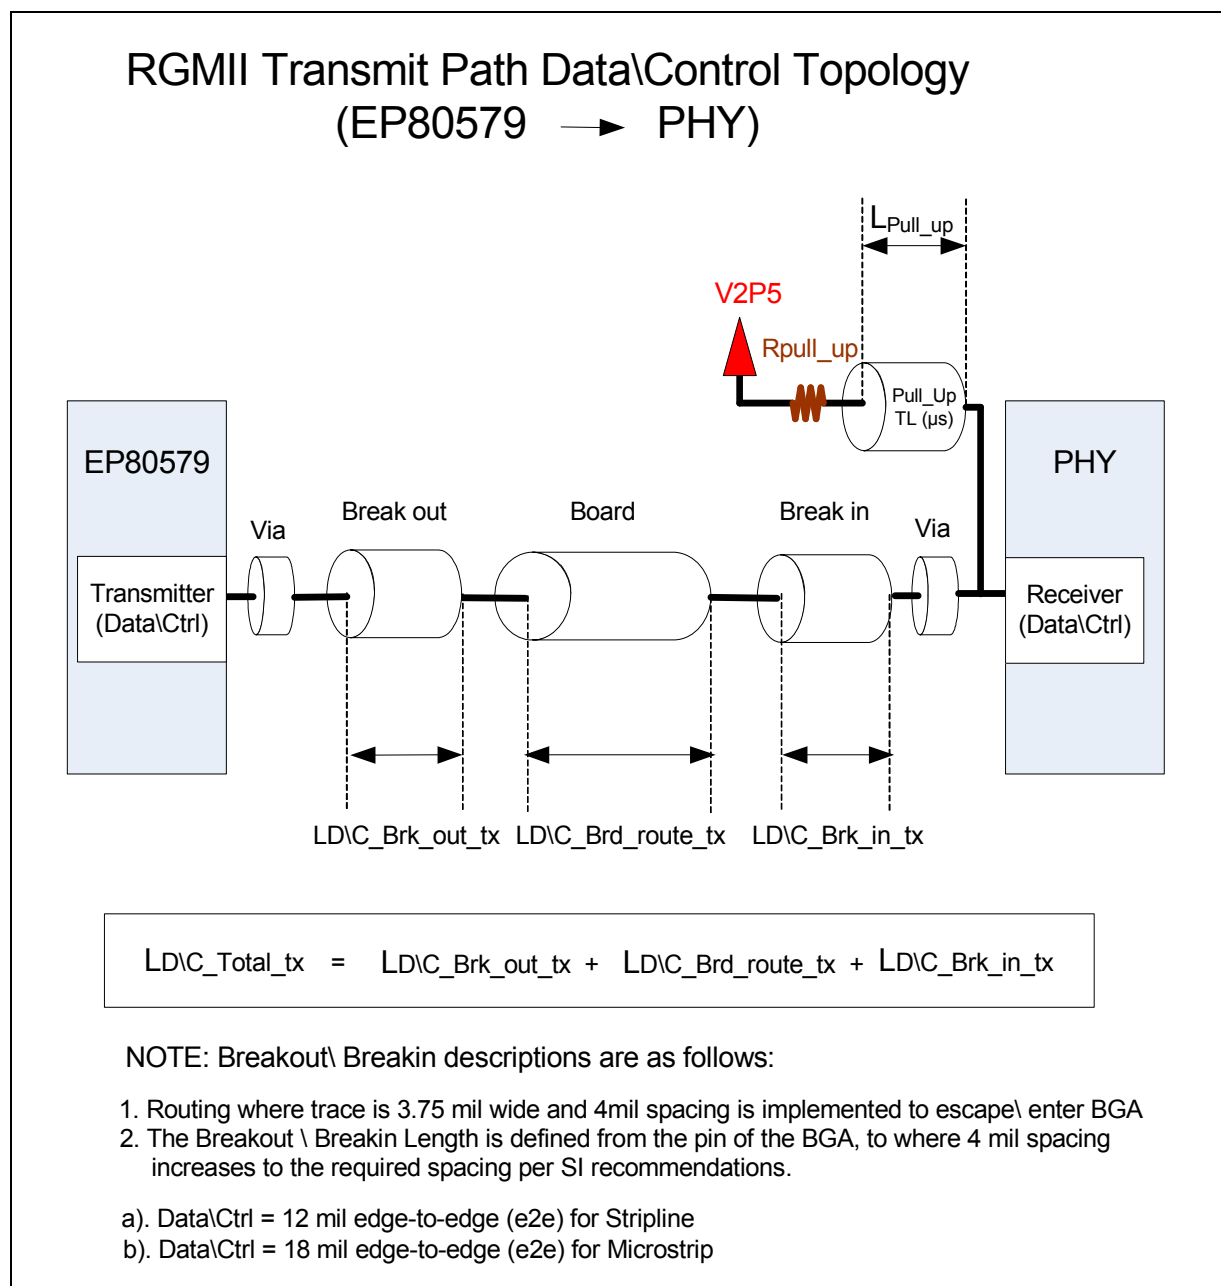 RGMII Transmit Path Data\Control Topology
(EP80579 → PHY)
LPull_up
V2P5
Rpull_up
Pull_Up
TL (µs)
EP80579
PHY
Via
Break out
Board
Break in
Via
Transmitter
(Data\Ctrl)
Receiver
(Data\Ctrl)
LD\C_Brk_out_tx LD\C_Brd_route_tx LD\C_Brk_in_tx
LD\C_Total_tx = LD\C_Brk_out_tx + LD\C_Brd_route_tx + LD\C_Brk_in_tx
NOTE: Breakout\ Breakin descriptions are as follows:
1. Routing where trace is 3.75 mil wide and 4mil spacing is implemented to escape\ enter BGA
2. The Breakout \ Breakin Length is defined from the pin of the BGA, to where 4 mil spacing
increases to the required spacing per SI recommendations.
a). Data\Ctrl = 12 mil edge-to-edge (e2e) for Stripline
b). Data\Ctrl = 18 mil edge-to-edge (e2e) for Microstrip